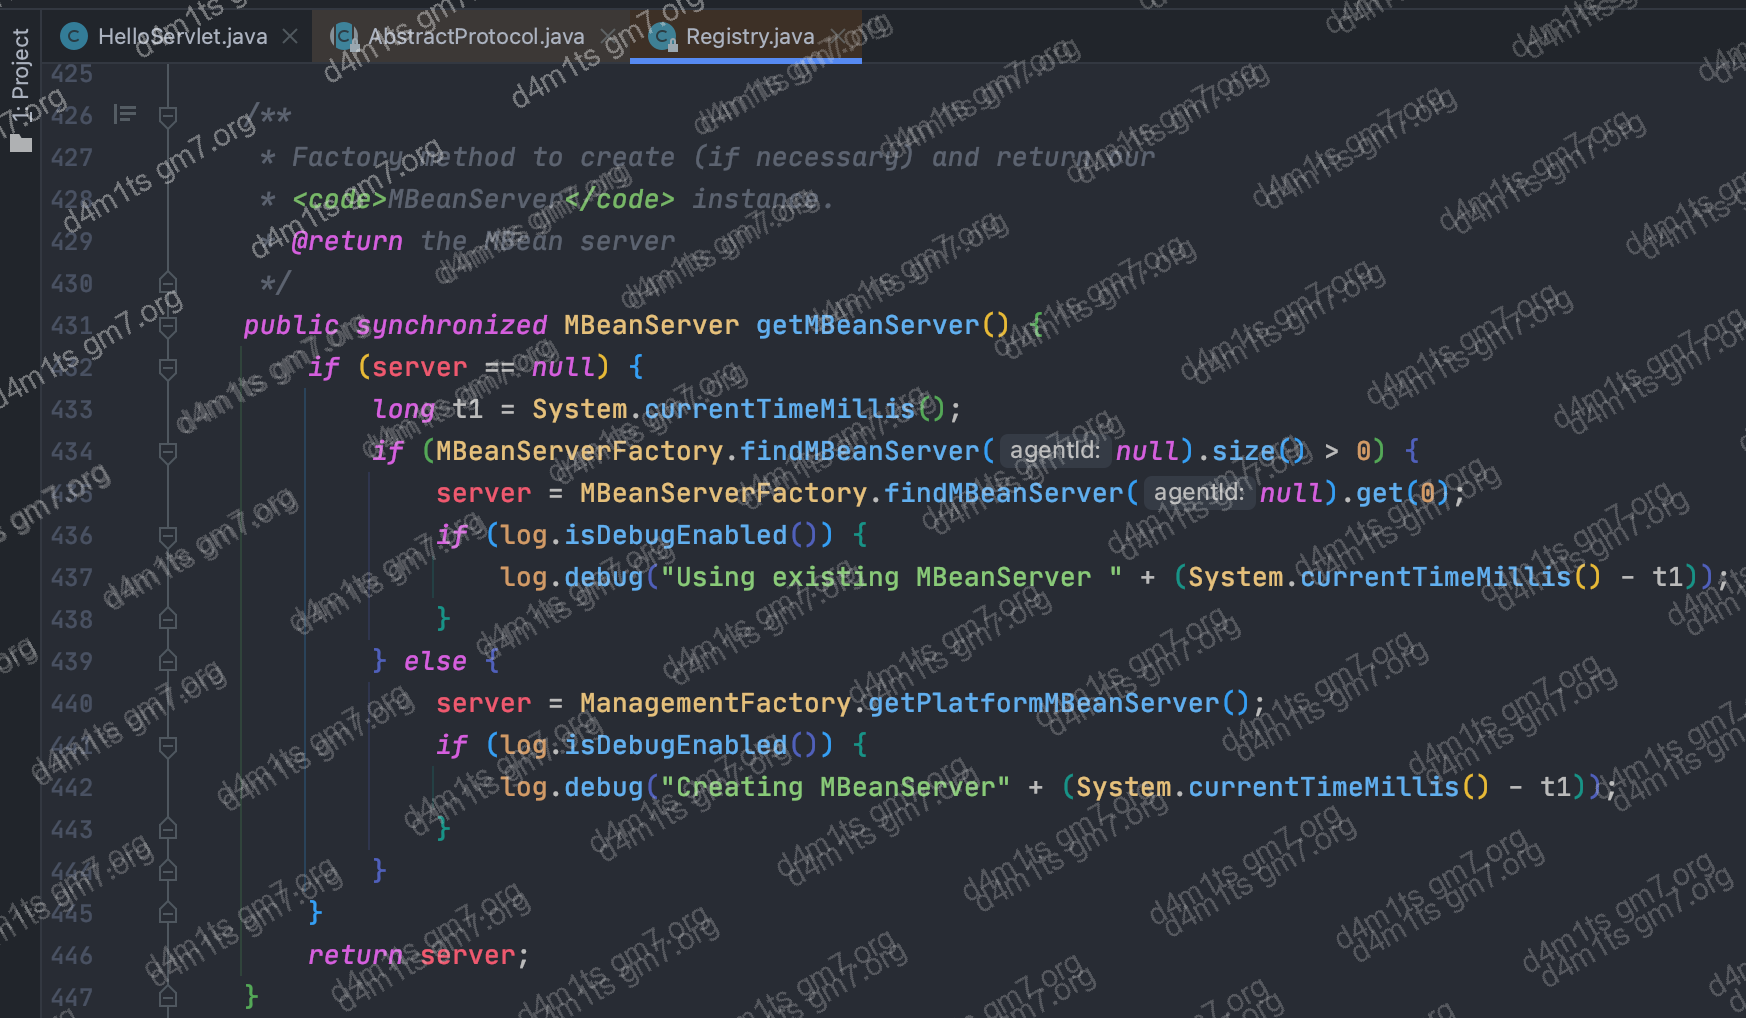 1: Project
HelloServlet.java
AbstractProtocol.java
Registry.java
425
426 /**
427 * Factory method to create (if necessary) and return our
428 * <code>MBeanServer</code> instance.
429 * @return the MBean server
430 */
431 public synchronized MBeanServer getMBeanServer() {
432 if (server == null) {
433 long t1 = System.currentTimeMillis();
434 if (MBeanServerFactory.findMBeanServer( agentId: null).size() > 0) {
435 server = MBeanServerFactory.findMBeanServer( agentId: null).get(0);
436 if (log.isDebugEnabled()) {
437 log.debug("Using existing MBeanServer " + (System.currentTimeMillis() - t1));
438 }
439 } else {
440 server = ManagementFactory.getPlatformMBeanServer();
441 if (log.isDebugEnabled()) {
442 log.debug("Creating MBeanServer" + (System.currentTimeMillis() - t1));
443 }
444 }
445 }
446 return server;
447 }
d4m1ts gm7.org